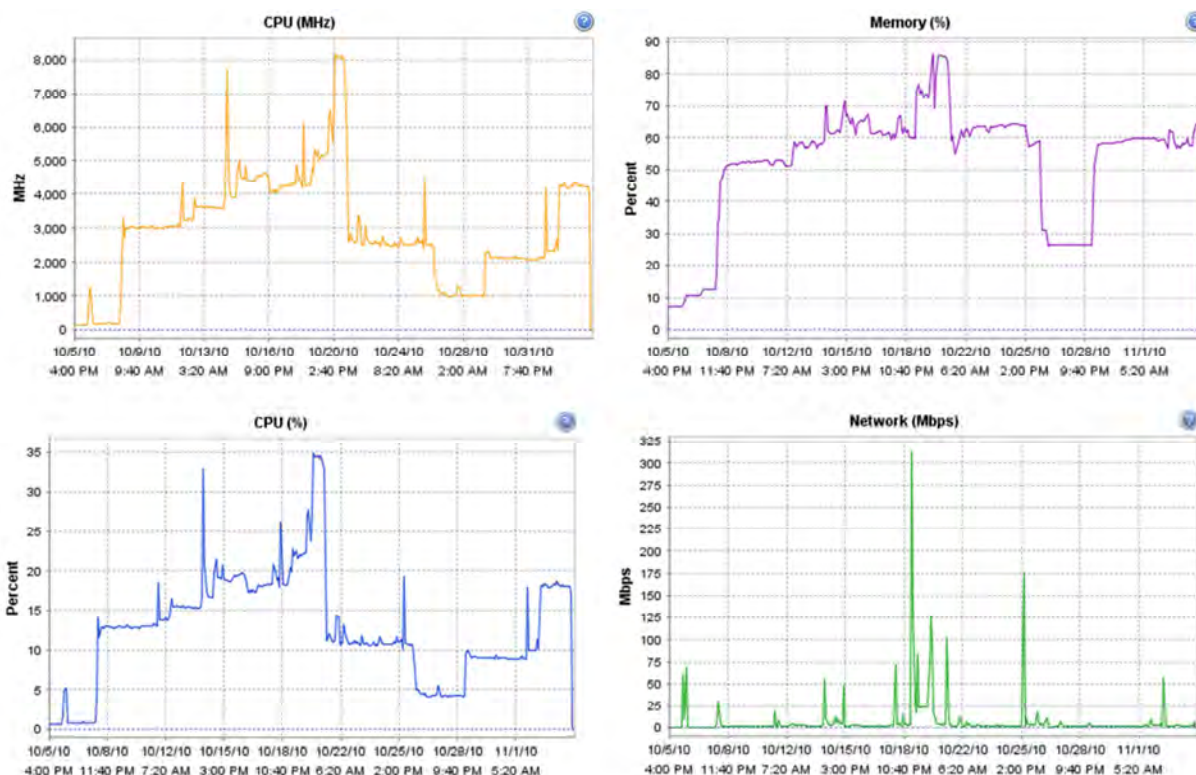 CPU (MHz)
?
8,000
7,000
6,000
5,000
4,000
3,000
2,000
1,000
0
MHz
10/5/10 10/9/10 10/13/10 10/16/10 10/20/10 10/24/10 10/28/10 10/31/10
4:00 PM 9:40 AM 3:20 AM 9:00 PM 2:40 PM 8:20 AM 2:00 AM 7:40 PM
Memory (%)
?
90
80
70
60
50
40
30
20
10
0
Percent
10/5/10 10/8/10 10/12/10 10/15/10 10/18/10 10/22/10 10/25/10 10/28/10 11/1/10
4:00 PM 11:40 PM 7:20 AM 3:00 PM 10:40 PM 6:20 AM 2:00 PM 9:40 PM 5:20 AM
CPU (%)
?
35
30
25
20
15
10
5
0
Percent
10/5/10 10/8/10 10/12/10 10/15/10 10/18/10 10/22/10 10/25/10 10/28/10 11/1/10
4:00 PM 11:40 PM 7:20 AM 3:00 PM 10:40 PM 6:20 AM 2:00 PM 9:40 PM 5:20 AM
Network (Mbps)
325
300
275
250
225
200
175
150
125
100
75
50
25
0
Mbps
10/5/10 10/8/10 10/12/10 10/15/10 10/18/10 10/22/10 10/25/10 10/28/10 11/1/10
4:00 PM 11:40 PM 7:20 AM 3:00 PM 10:40 PM 6:20 AM 2:00 PM 9:40 PM 5:20 AM